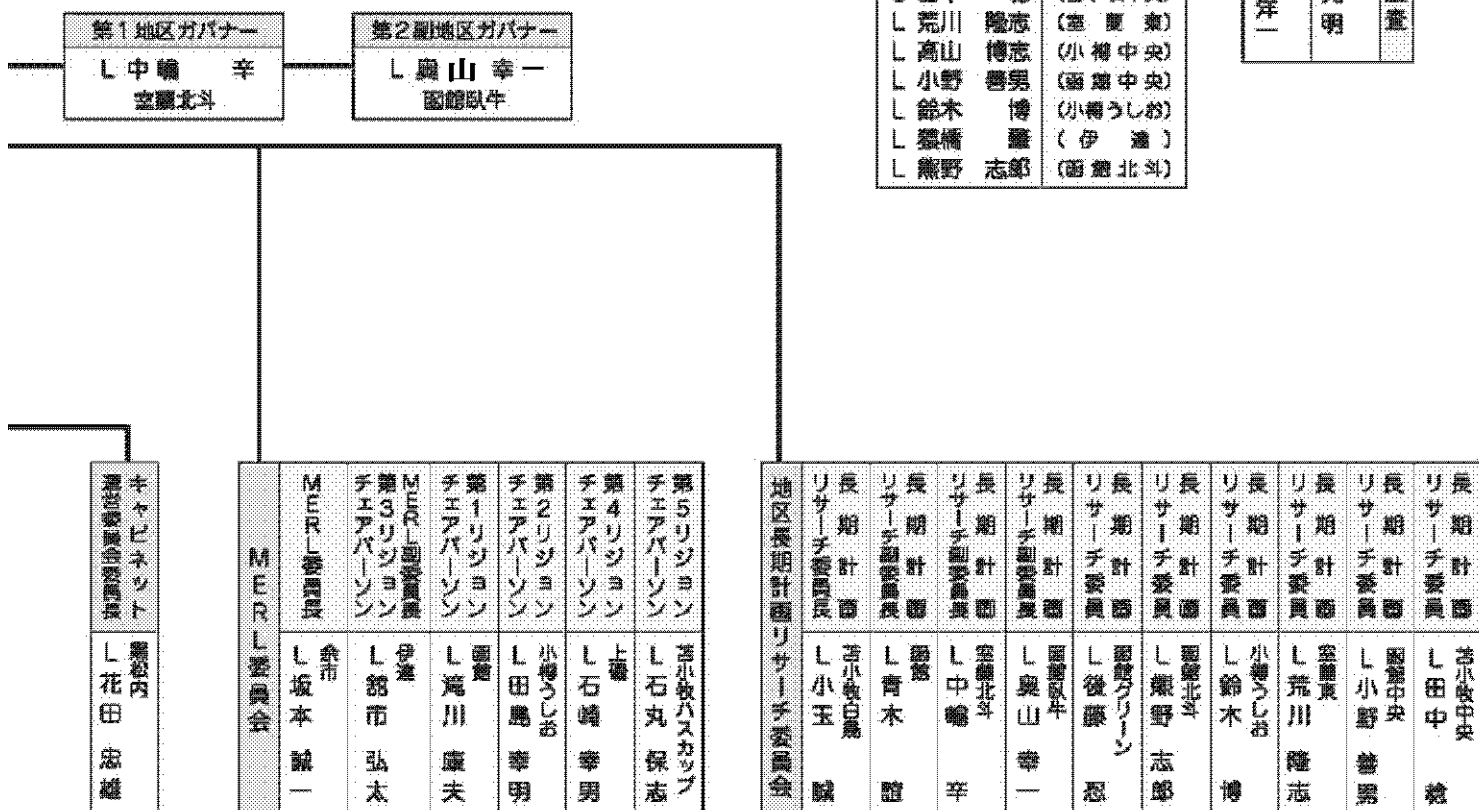 第1地区ガバナー
L 中輪 辛
室蘭北斗
第2副地区ガバナー
L 奥山 幸一
函館臥牛
L 荒川 隆志 (室蘭東)
L 高山 博志 (小樽中央)
L 小野 善男 (函館中央)
L 鈴木 博 (小樽うしお)
L 猿橋 (伊達)
L 熊野 志郎 (函館北斗)
明
キャビネット
黒松内
L 花田 忠雄
MERL委員会
MERL委員長
余市
L 坂本 誠一
MERL副委員長
第3リジョン
チェアパーソン
伊達
L 舘市 弘太
第1リジョン
チェアパーソン
函館
L 滝川 康夫
第2リジョン
チェアパーソン
小樽うしお
L 田島 幸明
第4リジョン
チェアパーソン
上磯
L 石崎 幸男
第5リジョン
チェアパーソン
苫小牧ハスカップ
L 石丸 保志
地区長期計画リサーチ委員会
長期計画
リサーチ委員長
苫小牧白鳥
L 小玉
長期計画
リサーチ副委員長
函館
L 青木
長期計画
リサーチ副委員長
室蘭北斗
L 中輪 辛
長期計画
リサーチ副委員長
函館臥牛
L 奥山 幸一
長期計画
リサーチ委員
函館グリーン
L 後藤 忍
長期計画
リサーチ委員
函館北斗
L 熊野 志郎
長期計画
リサーチ委員
小樽うしお
L 鈴木 博
長期計画
リサーチ委員
室蘭東
L 荒川 隆志
長期計画
リサーチ委員
函館中央
L 小野 善男
長期計画
リサーチ委員
苫小牧中央
L 田中 稔